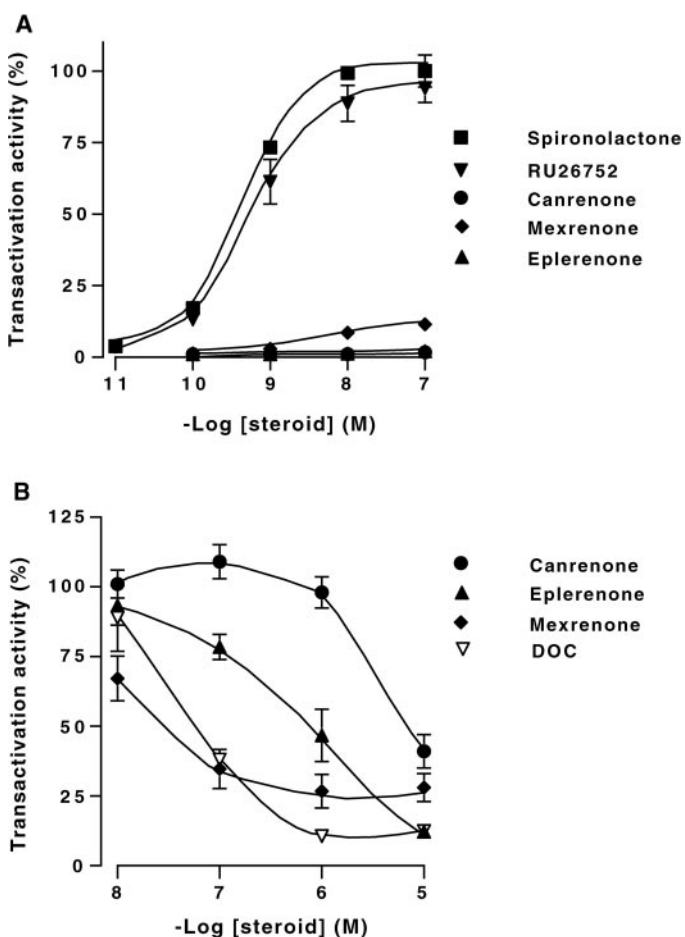 A
Transactivation activity (%)
100
75
50
25
0
11 10 9 8 7
-Log [steroid] (M)
Spironolactone
RU26752
Canrenone
Mexrenone
Eplerenone
B
Transactivation activity (%)
125
100
75
50
25
0
8 7 6 5
-Log [steroid] (M)
Canrenone
Eplerenone
Mexrenone
DOC